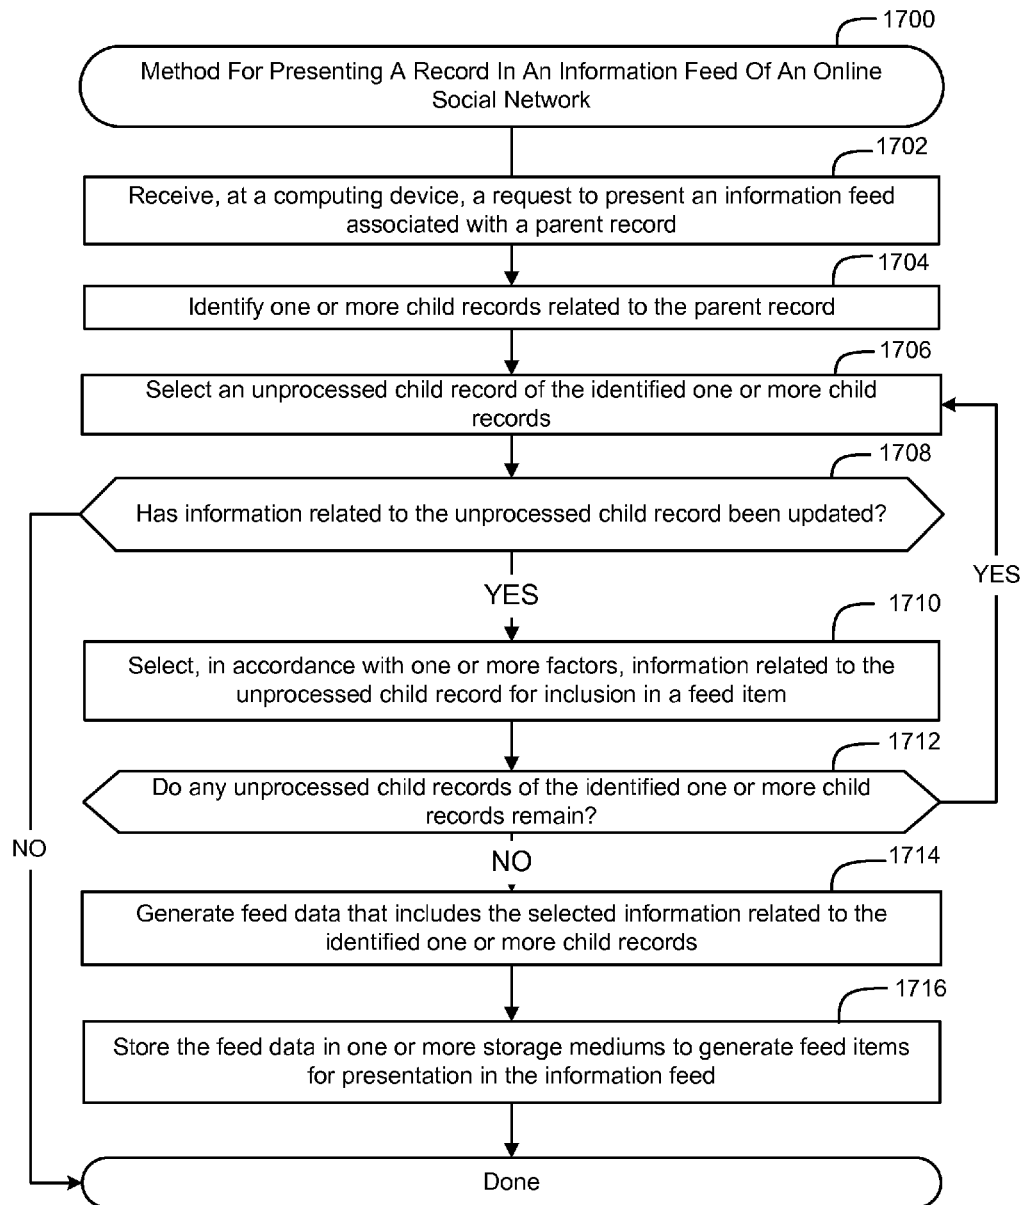 1700
Method For Presenting A Record In An Information Feed Of An Online
Social Network
1702
Receive, at a computing device, a request to present an information feed
associated with a parent record
1704
Identify one or more child records related to the parent record
1706
Select an unprocessed child record of the identified one or more child
records
1708
Has information related to the unprocessed child record been updated?
YES
YES
1710
Select, in accordance with one or more factors, information related to the
unprocessed child record for inclusion in a feed item
1712
Do any unprocessed child records of the identified one or more child
records remain?
NO
NO
1714
Generate feed data that includes the selected information related to the
identified one or more child records
1716
Store the feed data in one or more storage mediums to generate feed items
for presentation in the information feed
Done